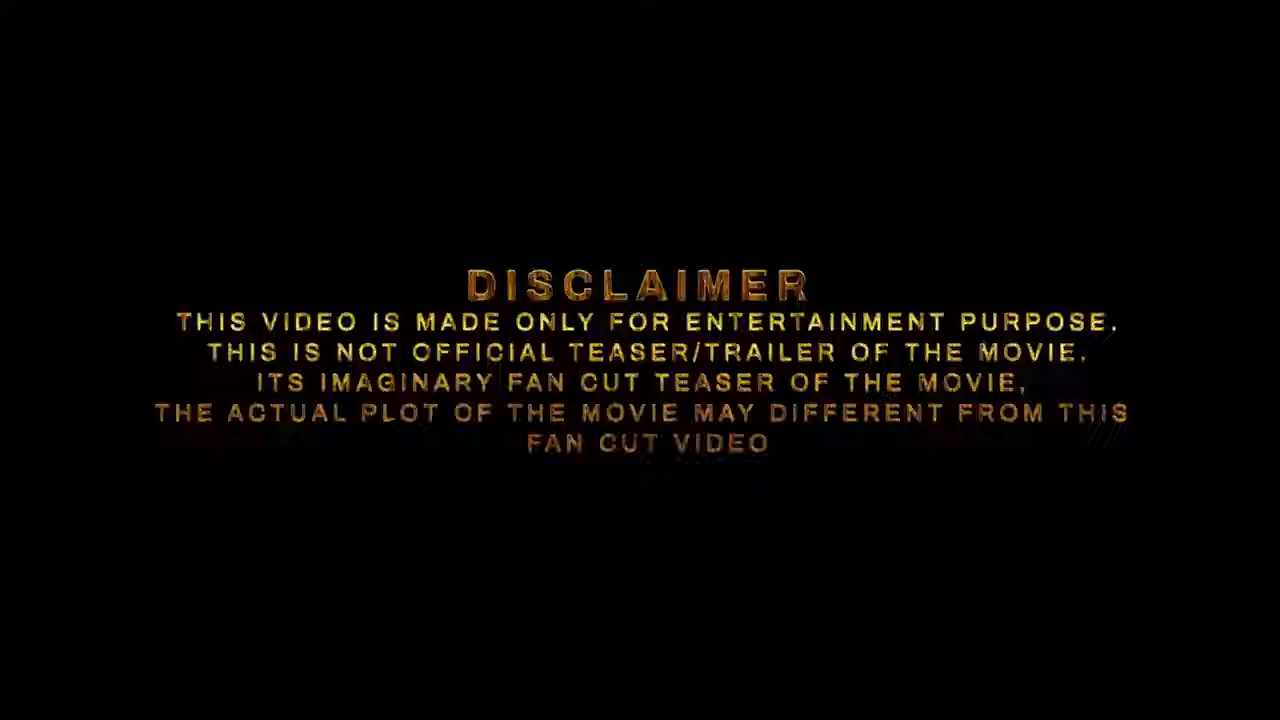 DISCLAIMER
THIS VIDEO IS MADE ONLY FOR ENTERTAINMENT PURPOSE.
THIS IS NOT OFFICIAL TEASER/TRAILER OF THE MOVIE.
ITS IMAGINARY FAN CUT TEASER OF THE MOVIE,
THE ACTUAL PLOT OF THE MOVIE MAY DIFFERENT FROM THIS
FAN CUT VIDEO